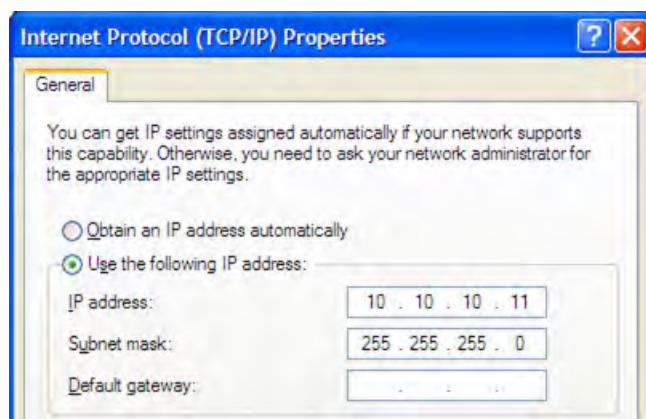 Internet Protocol (TCP/IP) Properties
General
You can get IP settings assigned automatically if your network supports
this capability. Otherwise, you need to ask your network administrator for
the appropriate IP settings.
Obtain an IP address automatically
Use the following IP address:
IP address: 10 . 10 . 10 . 11
Subnet mask: 255 . 255 . 255 . 0
Default gateway: . . .